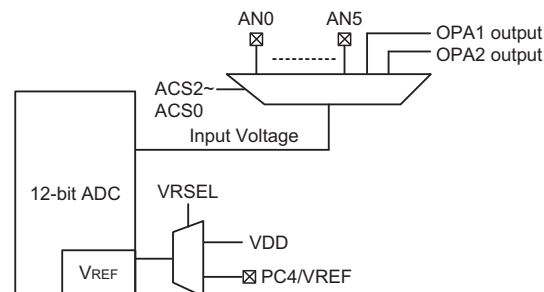 AN0 AN5
OPA1 output
OPA2 output
ACS2~
ACS0
Input Voltage
12-bit ADC
VRSEL
VDD
VREF
PC4/VREF